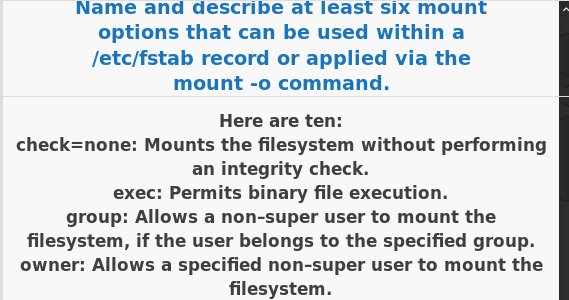 Name and describe at least six mount
options that can be used within a
/etc/fstab record or applied via the
mount -o command.
Here are ten:
check=none: Mounts the filesystem without performing
an integrity check.
exec: Permits binary file execution.
group: Allows a non–super user to mount the
filesystem, if the user belongs to the specified group.
owner: Allows a specified non–super user to mount the
filesystem.